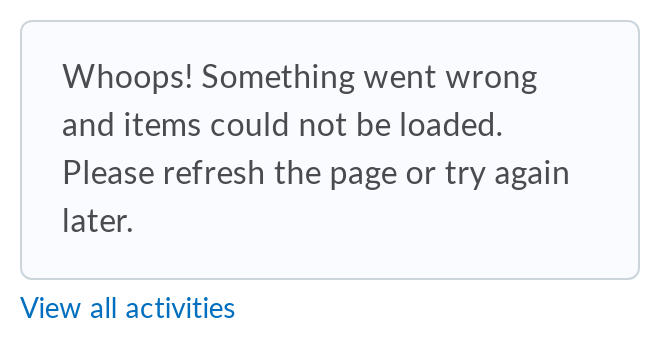 Whoops! Something went wrong
and items could not be loaded.
Please refresh the page or try again
later.
View all activities